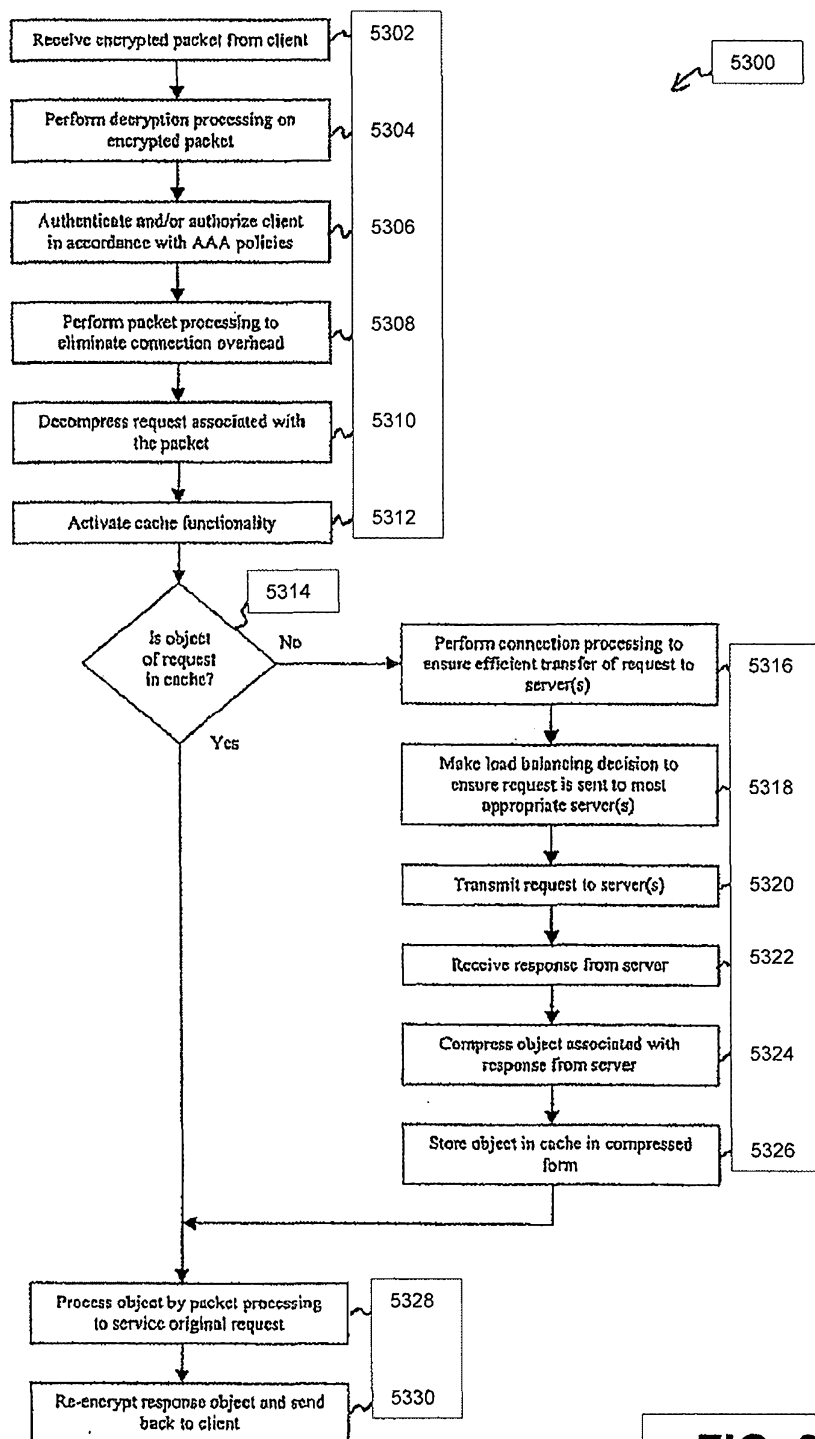 Receive encrypted packet from client
5302
5300
Perform decryption processing on
encrypted packet
5304
Authenticate and/or authorize client
in accordance with AAA policies
5306
Perform packet processing to
eliminate connection overhead
5308
Decompress request associated with
the packet
5310
Activate cache functionality
5312
5314
Is object
of request
in cache?
No
Yes
Perform connection processing to
ensure efficient transfer of request to
server(s)
5316
Make load balancing decision to
ensure request is sent to most
appropriate server(s)
5318
Transmit request to server(s)
5320
Receive response from server
5322
Compress object associated with
response from server
5324
Store object in cache in compressed
form
5326
Process object by packet processing
to service original request
5328
Re-encrypt response object and send
back to client
5330